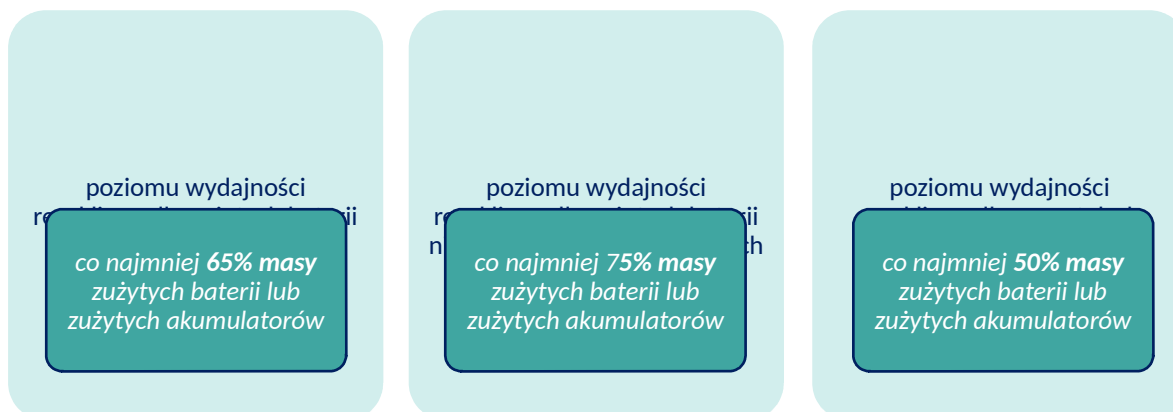 poziomu wydajności
co najmniej 65% masy
zużytych baterii lub
zużytych akumulatorów
poziomu wydajności
co najmniej 75% masy
zużytych baterii lub
zużytych akumulatorów
poziomu wydajności
co najmniej 50% masy
zużytych baterii lub
zużytych akumulatorów